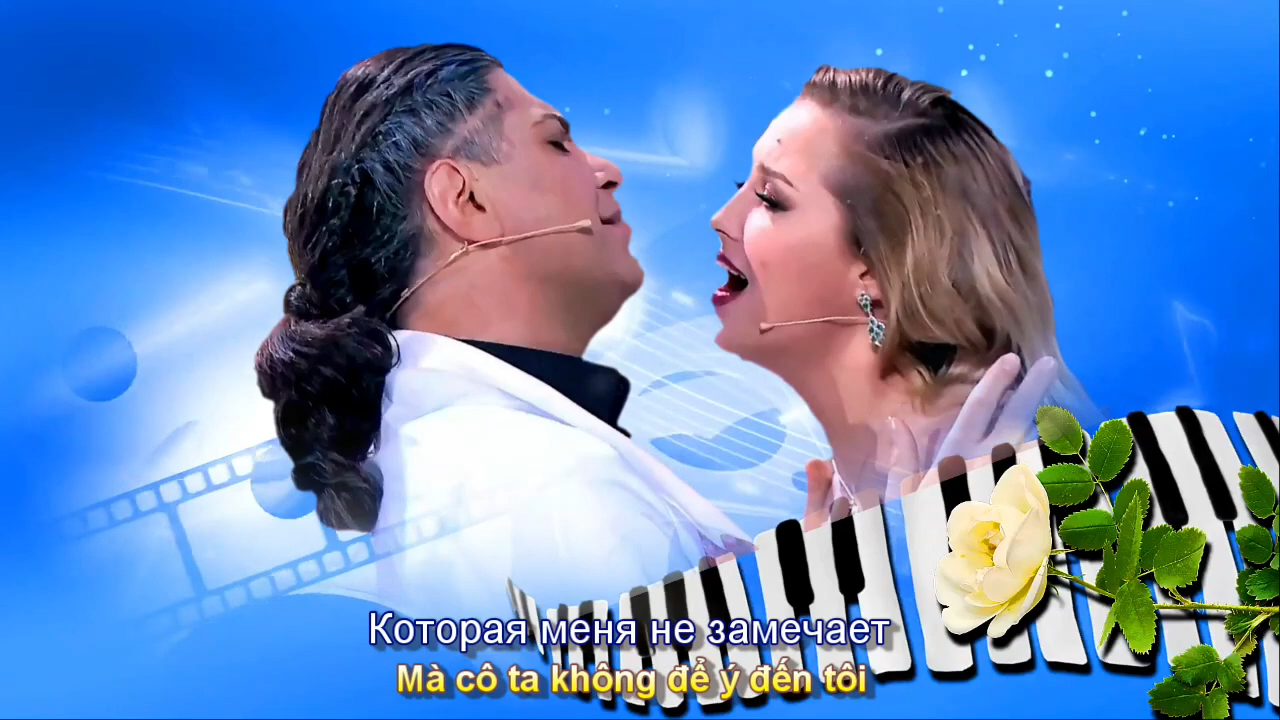 Которая меня не замечает
Mà cô ta không để ý đến tôi